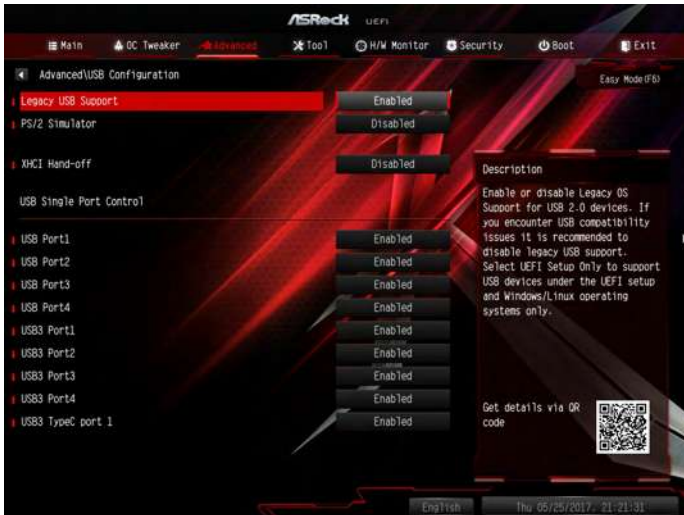 ASRock UEFI
Main OC Tweaker Advanced Tool H/W Monitor Security Boot Exit
Advanced\USB Configuration
Easy Mode(F6)
Legacy USB Support Enabled
PS/2 Simulator Disabled
XHCI Hand-off Disabled
USB Single Port Control
USB Port1 Enabled
USB Port2 Enabled
USB Port3 Enabled
USB Port4 Enabled
USB3 Port1 Enabled
USB3 Port2 Enabled
USB3 Port3 Enabled
USB3 Port4 Enabled
USB3 TypeC port 1 Enabled
Description
Enable or disable Legacy OS
Support for USB 2.0 devices. If
you encounter USB compatibility
issues it is recommended to
disable legacy USB support.
Select UEFI Setup Only to support
USB devices under the UEFI setup
and Windows/Linux operating
systems only.
Get details via QR
code
English Thu 05/25/2017. 21:21:31